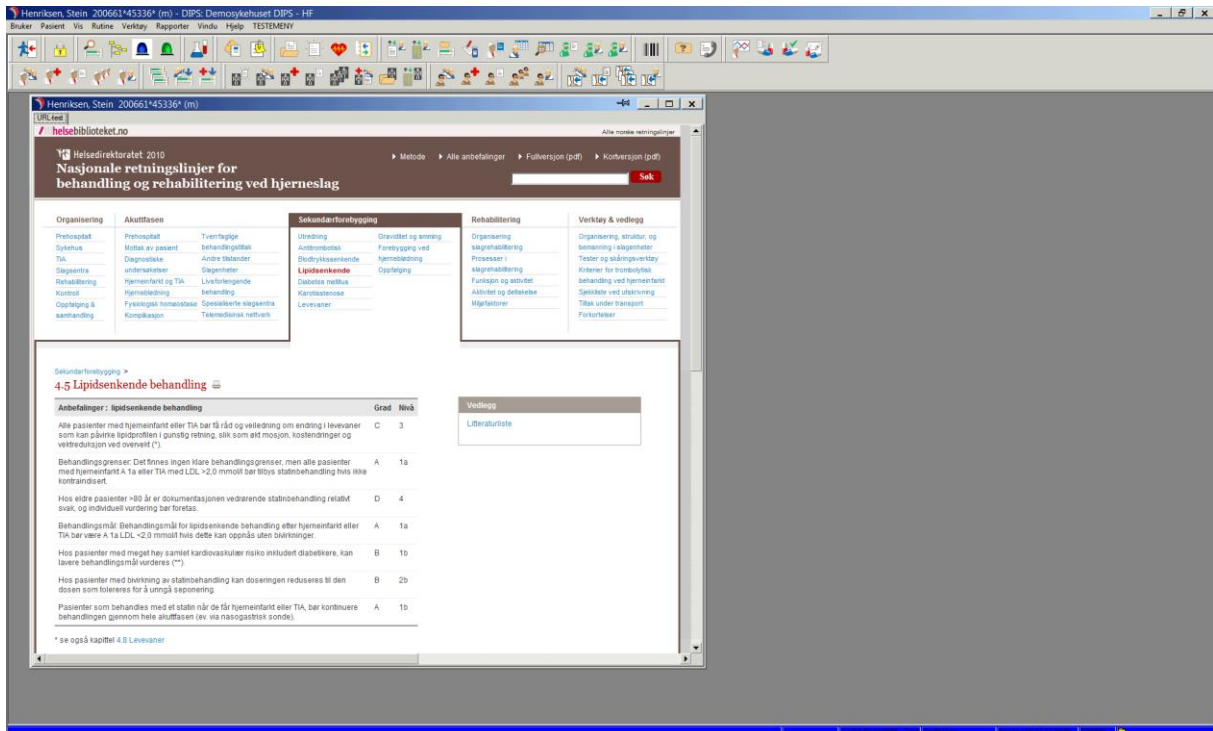 Henriksen, Stein 200661*45336* (m) - DIPS: Demosykehuset DIPS - HF
Bruker Pasient Vis Rutine Verktøy Rapporter Vindu Hjelp TESTEMENY
Henriksen, Stein 200661*45336* (m)
URL-test
helsebiblioteket.no
Alle norske retningslinjer
Helsedirektoratet 2010
Nasjonale retningslinjer for
behandling og rehabilitering ved hjerneslag
Metode Alle anbefalinger Fullversjon (pdf) Kortversjon (pdf)
Søk
Organisering
Prehospitalt
Sykehus
TIA
Slagsentra
Rehabilitering
Kontroll
Oppfølging &
samhandling
Akuttfasen
Prehospitalt
Mottak av pasient
Diagnostiske
undersøkelser
Hjerneinfarkt og TIA
Hjerneblødning
Fysiologisk homøostase
Komplikasjon
Tverrfaglige
behandlingstiltak
Andre tilstander
Slagenheter
Livsforlengende
behandling
Spesialiserte slagsentra
Telemedisinsk nettverk
Sekundærforebygging
Utredning
Antitrombotisk
Blodtrykkssenkende
Lipidsenkende
Diabetes mellitus
Karotisstenose
Levevaner
Graviditet og amming
Forebygging ved
hjerneblødning
Oppfølging
Rehabilitering
Organisering
slagrehabilitering
Prosesser i
slagrehabilitering
Funksjon og aktivitet
Aktivitet og deltakelse
Miljøfaktorer
Verktøy & vedlegg
Organisering, struktur, og
bemanning i slagenheter
Tester og skåringsverktøy
Kriterier for trombolytisk
behandling ved hjerneinfarkt
Sjekkliste ved utskrivning
Tiltak under transport
Forkortelser
Sekundærforebygging >
4.5 Lipidsenkende behandling
Anbefalinger : lipidsenkende behandling Grad Nivå
Alle pasienter med hjerneinfarkt eller TIA bør få råd og veiledning om endring i levevaner C 3
som kan påvirke lipidprofilen i gunstig retning, slik som økt mosjon, kostendringer og
vektreduksjon ved overvekt (*).
Behandlingsgrenser: Det finnes ingen klare behandlingsgrenser, men alle pasienter A 1a
med hjerneinfarkt A 1a eller TIA med LDL >2,0 mmol/l bør tilbys statinbehandling hvis ikke
kontraindisert.
Hos eldre pasienter >80 år er dokumentasjonen vedrørende statinbehandling relativt D 4
svak, og individuell vurdering bør foretas.
Behandlingsmål: Behandlingsmål for lipidsenkende behandling etter hjerneinfarkt eller A 1a
TIA bør være A 1a LDL <2,0 mmol/l hvis dette kan oppnås uten bivirkninger.
Hos pasienter med meget høy samlet kardiovaskulær risiko inkludert diabetikere, kan B 1b
lavere behandlingsmål vurderes (**).
Hos pasienter med bivirkning av statinbehandling kan doseringen reduseres til den B 2b
dosen som tolereres for å unngå seponering.
Pasienter som behandles med et statin når de får hjerneinfarkt eller TIA, bør kontinuere A 1b
behandlingen gjennom hele akuttfasen (ev. via nasogastrisk sonde).
* se også kapittel 4.8 Levevaner
Vedlegg
Litteraturliste